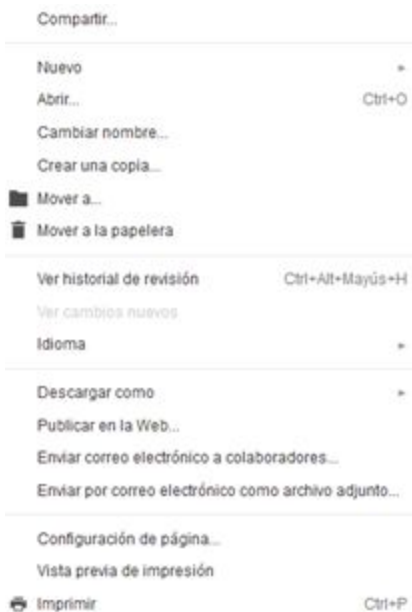 Compartir...
Nuevo
Abrir... Ctrl+O
Cambiar nombre...
Crear una copia...
Mover a...
Mover a la papelera
Ver historial de revisión Ctrl+Alt+Mayús+H
Ver cambios nuevos
Idioma
Descargar como
Publicar en la Web...
Enviar correo electrónico a colaboradores...
Enviar por correo electrónico como archivo adjunto...
Configuración de página...
Vista previa de impresión
Imprimir Ctrl+P